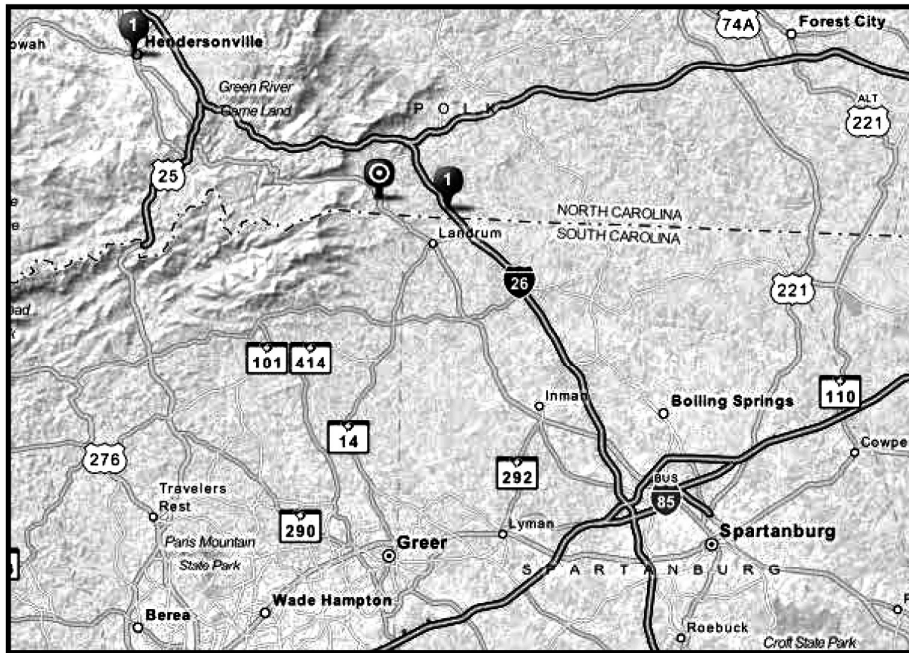 1
74A
Forest City
owah
Hendersonville
Green River
Game Land
P O L K
ALT
221
25
1
NORTH CAROLINA
SOUTH CAROLINA
Landrum
26
221
oad
101
414
110
Inman
Boiling Springs
14
Cowpe
276
292
BUS
85
Travelers
Rest
290
Lyman
Spartanburg
Paris Mountain
State Park
Greer
S P A R T A N B U R G
Wade Hampton
Berea
Roebuck
Croft State Park